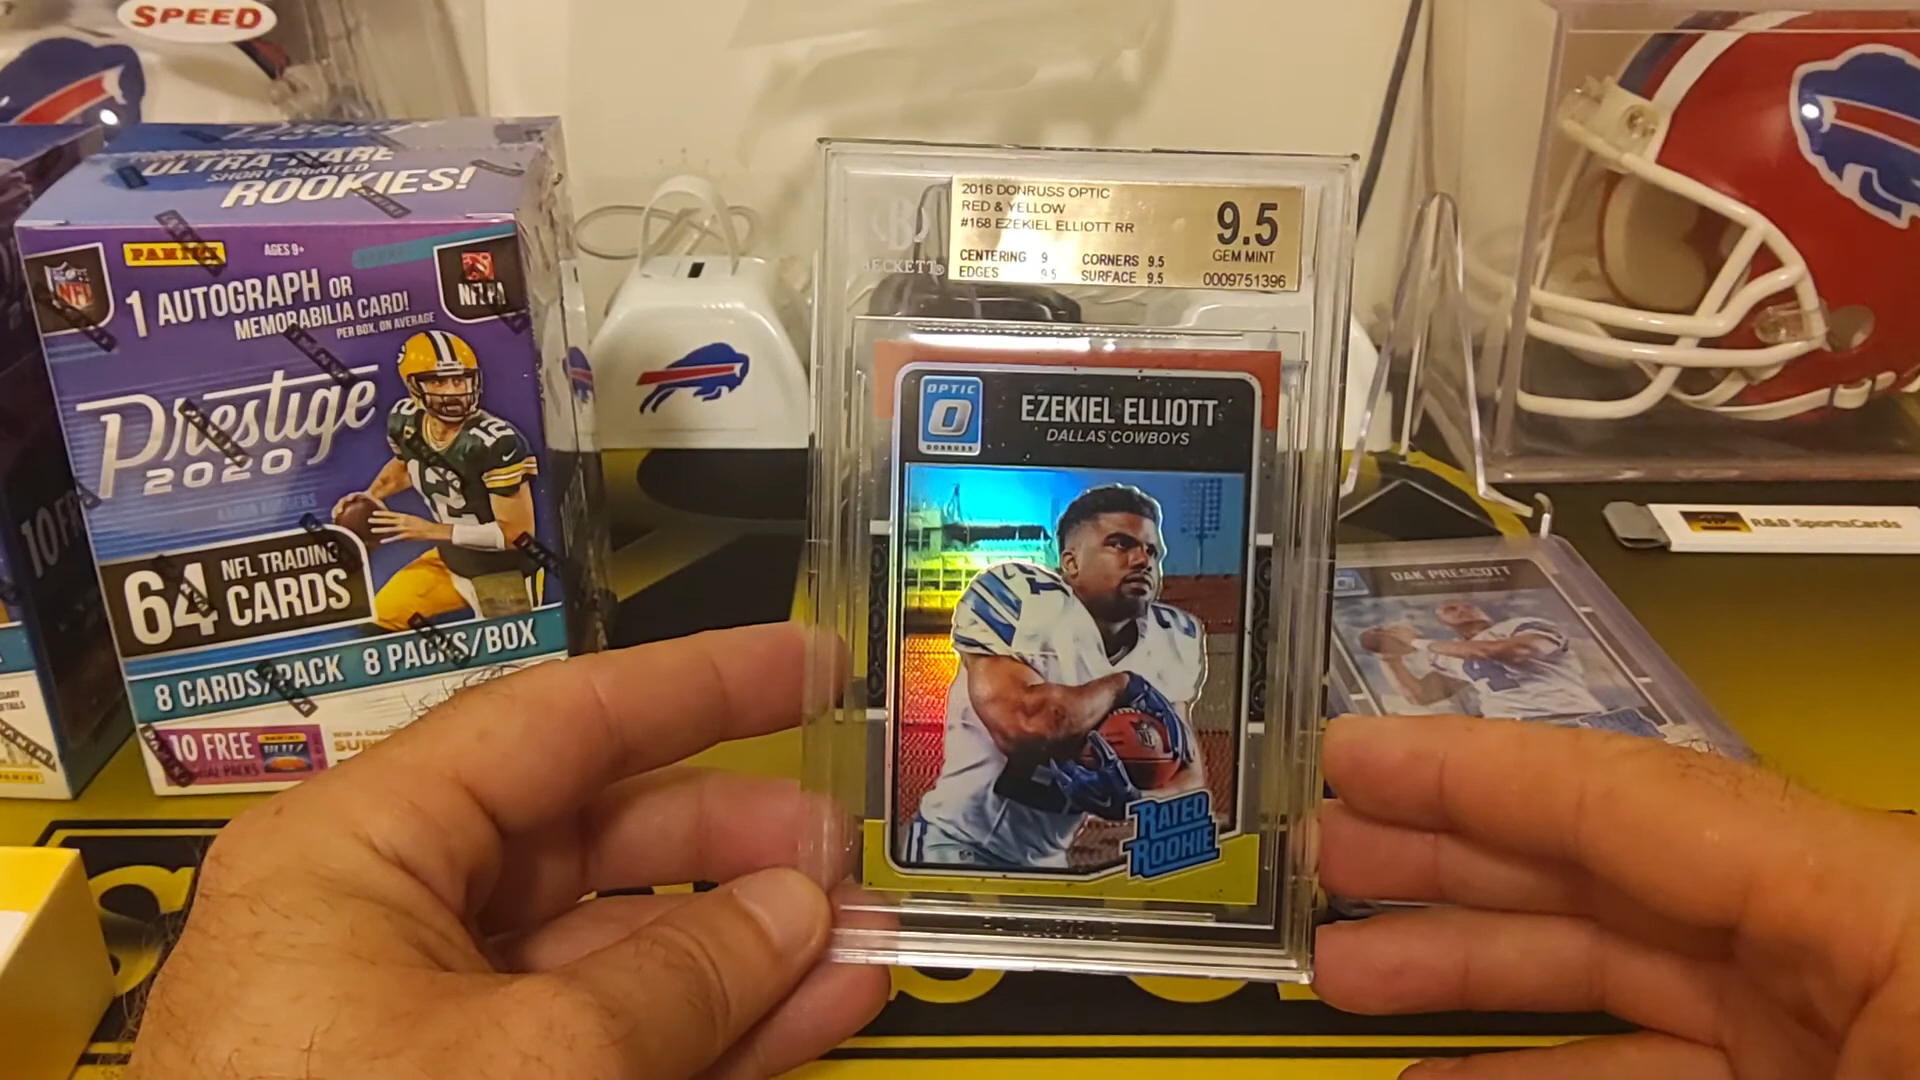 SPEED
ULTRA-RARE
SHORT-PRINTED
ROOKIES!
PANINI
AGES 9+
NFL
NFLPA
1 AUTOGRAPH OR
MEMORABILIA CARD!
PER BOX, ON AVERAGE
Prestige
2020
12
64 NFL TRADING
CARDS
8 CARDS/PACK 8 PACKS/BOX
10 FREE
BECKETT
2016 DONRUSS OPTIC
RED & YELLOW
#168 EZEKIEL ELLIOTT RR
CENTERING 9 CORNERS 9.5
EDGES 9.5 SURFACE 9.5
9.5
GEM MINT
0009751396
OPTIC
DONRUSS
EZEKIEL ELLIOTT
DALLAS COWBOYS
RATED
ROOKIE
DAK PRESCOTT
4
R&B SportsCards